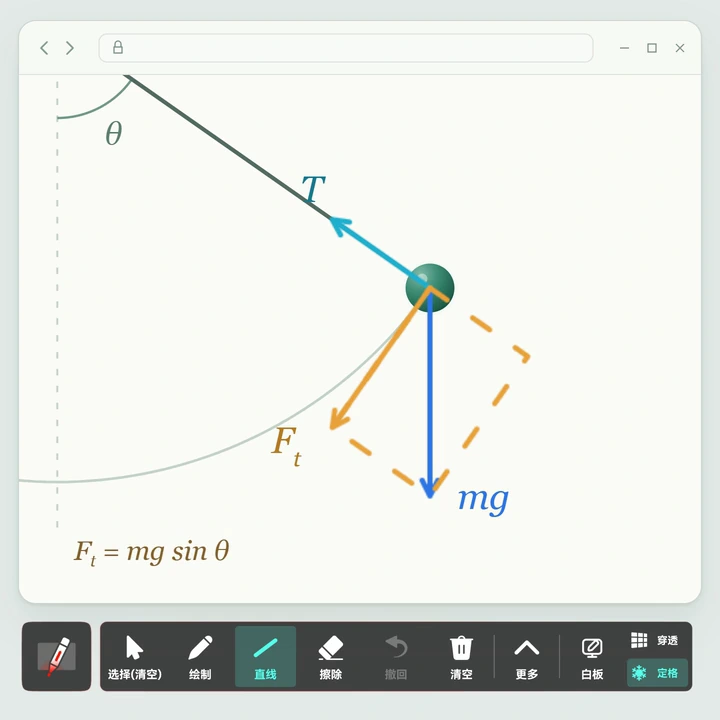 θ
T
F_t
mg
F_t = mg sin θ
选择(清空) 绘制 直线 擦除 撤回 清空 更多 白板 穿透
定格